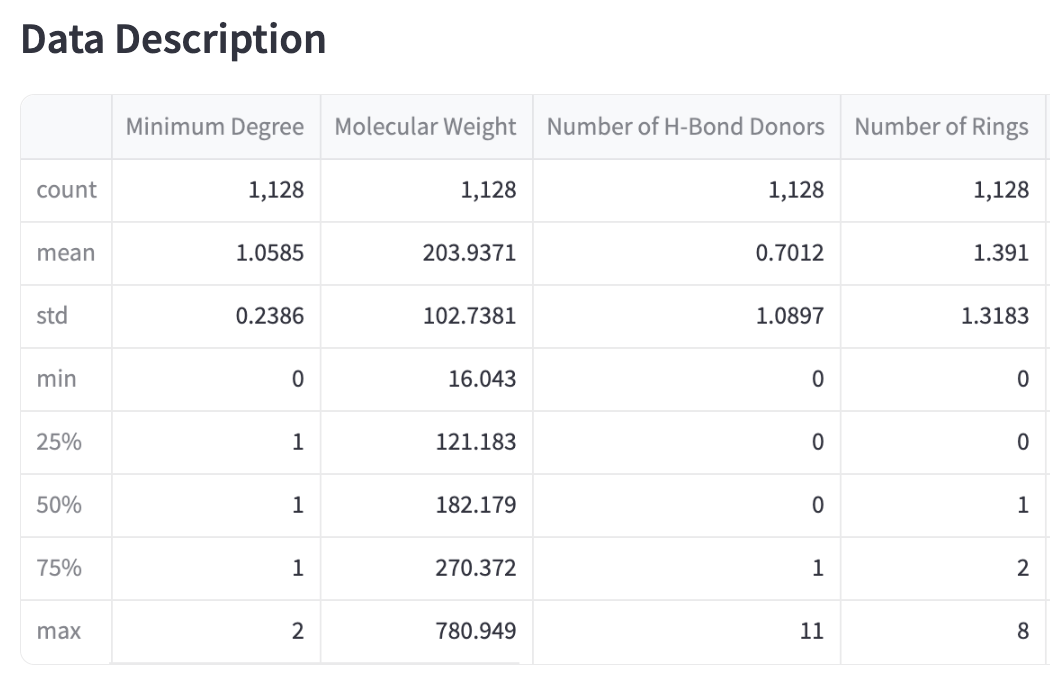 Data Description
Minimum Degree Molecular Weight Number of H-Bond Donors Number of Rings
count 1,128 1,128 1,128 1,128
mean 1.0585 203.9371 0.7012 1.391
std 0.2386 102.7381 1.0897 1.3183
min 0 16.043 0 0
25% 1 121.183 0 0
50% 1 182.179 0 1
75% 1 270.372 1 2
max 2 780.949 11 8